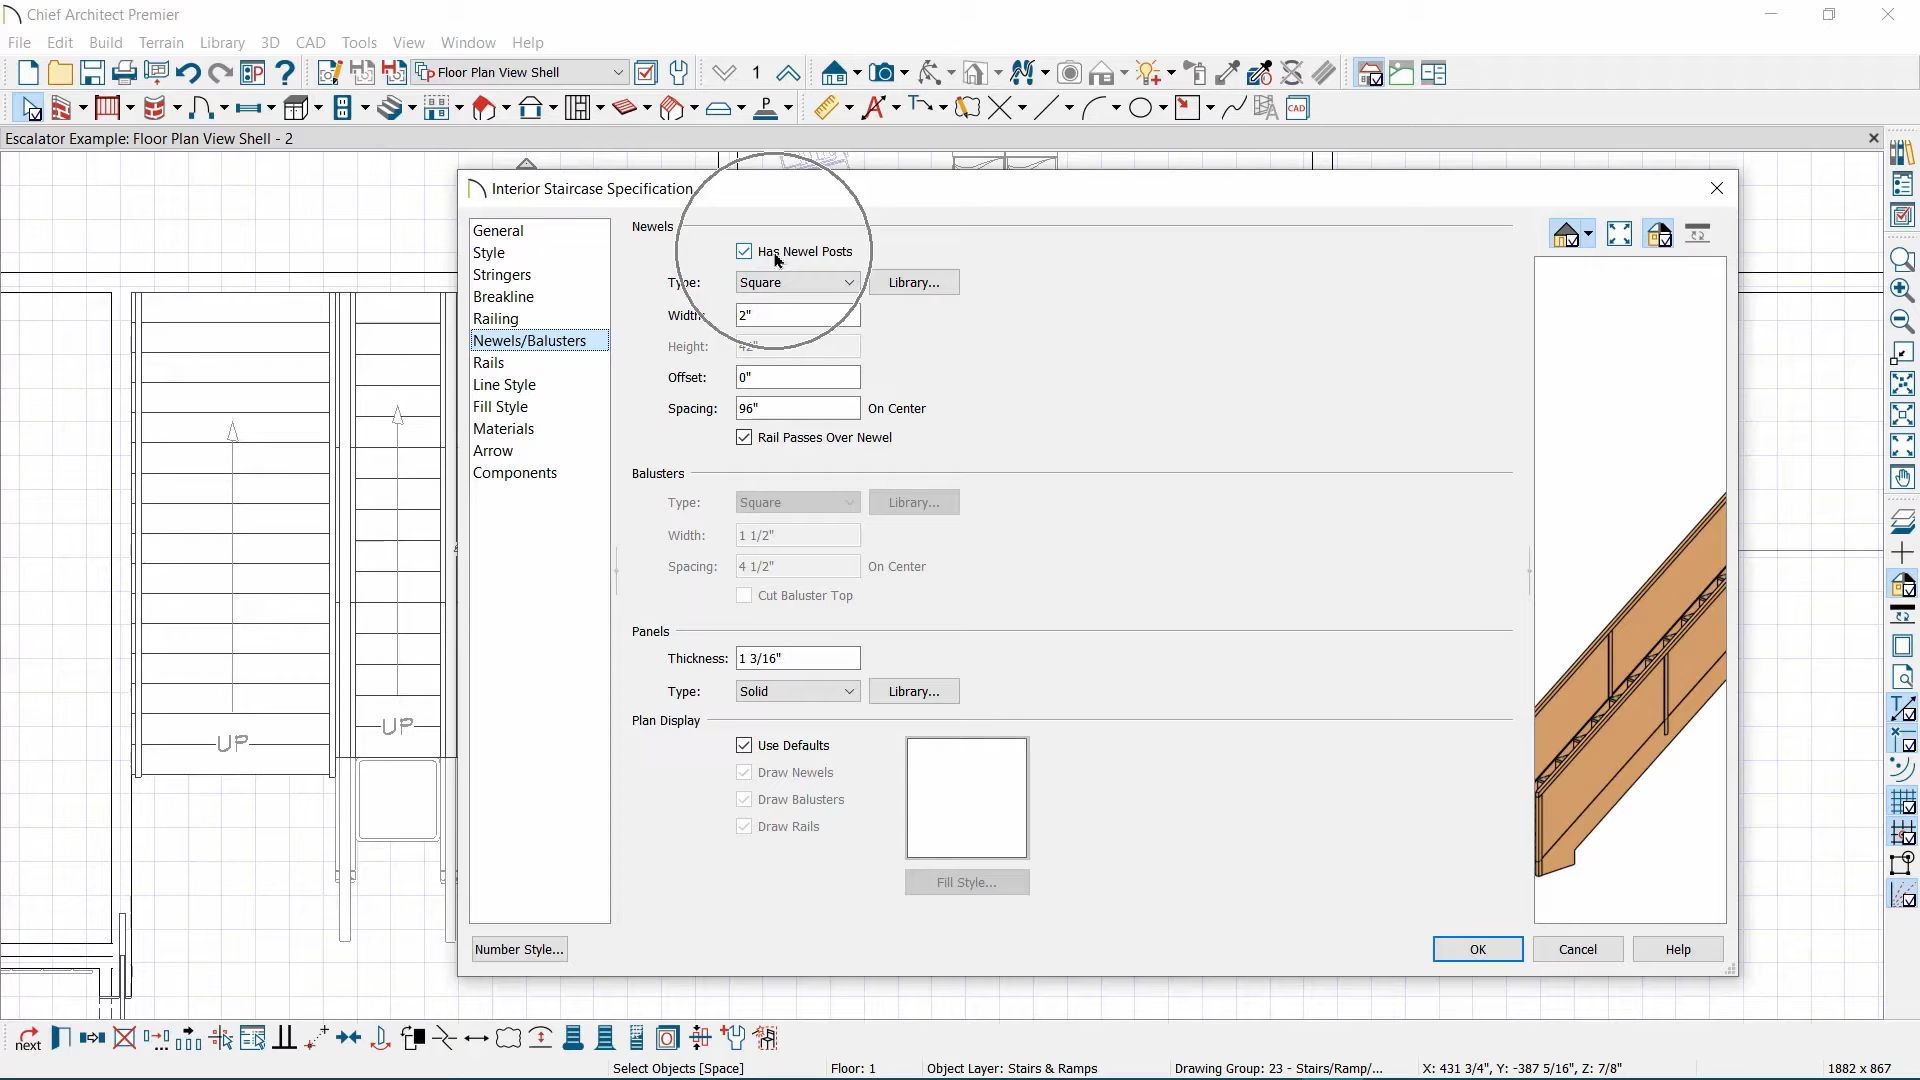 Chief Architect Premier
File Edit Build Terrain Library 3D CAD Tools View Window Help
Floor Plan View Shell 1
P CAD
Escalator Example: Floor Plan View Shell - 2
Interior Staircase Specification
General
Style
Stringers
Breakline
Railing
Newels/Balusters
Rails
Line Style
Fill Style
Materials
Arrow
Components
Newels
Has Newel Posts
Type: Square Library...
Width: 2"
Height: 42"
Offset: 0"
Spacing: 96" On Center
Rail Passes Over Newel
Balusters
Type: Square Library...
Width: 1 1/2"
Spacing: 4 1/2" On Center
Cut Baluster Top
Panels
Thickness: 1 3/16"
Type: Solid Library...
Plan Display
Use Defaults
Draw Newels
Draw Balusters
Draw Rails
Fill Style...
Number Style... OK Cancel Help
UP
UP
next
Select Objects [Space] Floor: 1 Object Layer: Stairs & Ramps Drawing Group: 23 - Stairs/Ramp/... X: 431 3/4", Y: -387 5/16", Z: 7/8" 1882 x 867